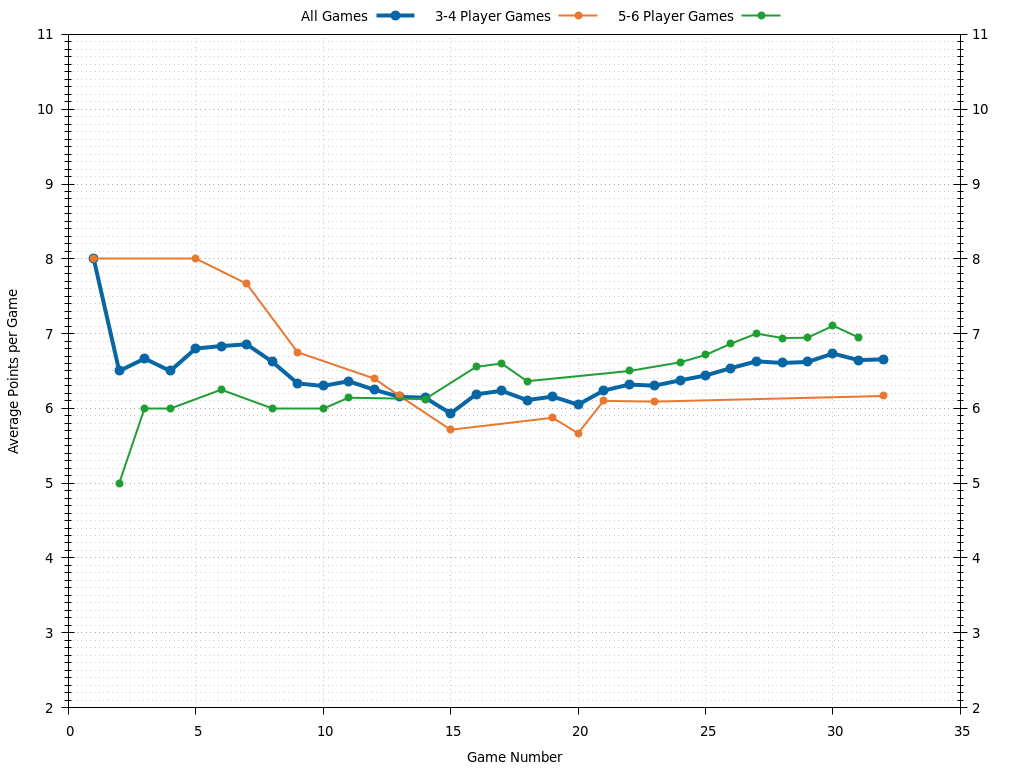 All Games 3-4 Player Games 5-6 Player Games
11 11
10 10
9 9
8 8
7 7
6 6
5 5
4 4
3 3
2 2
Average Points per Game
0 5 10 15 20 25 30 35
Game Number